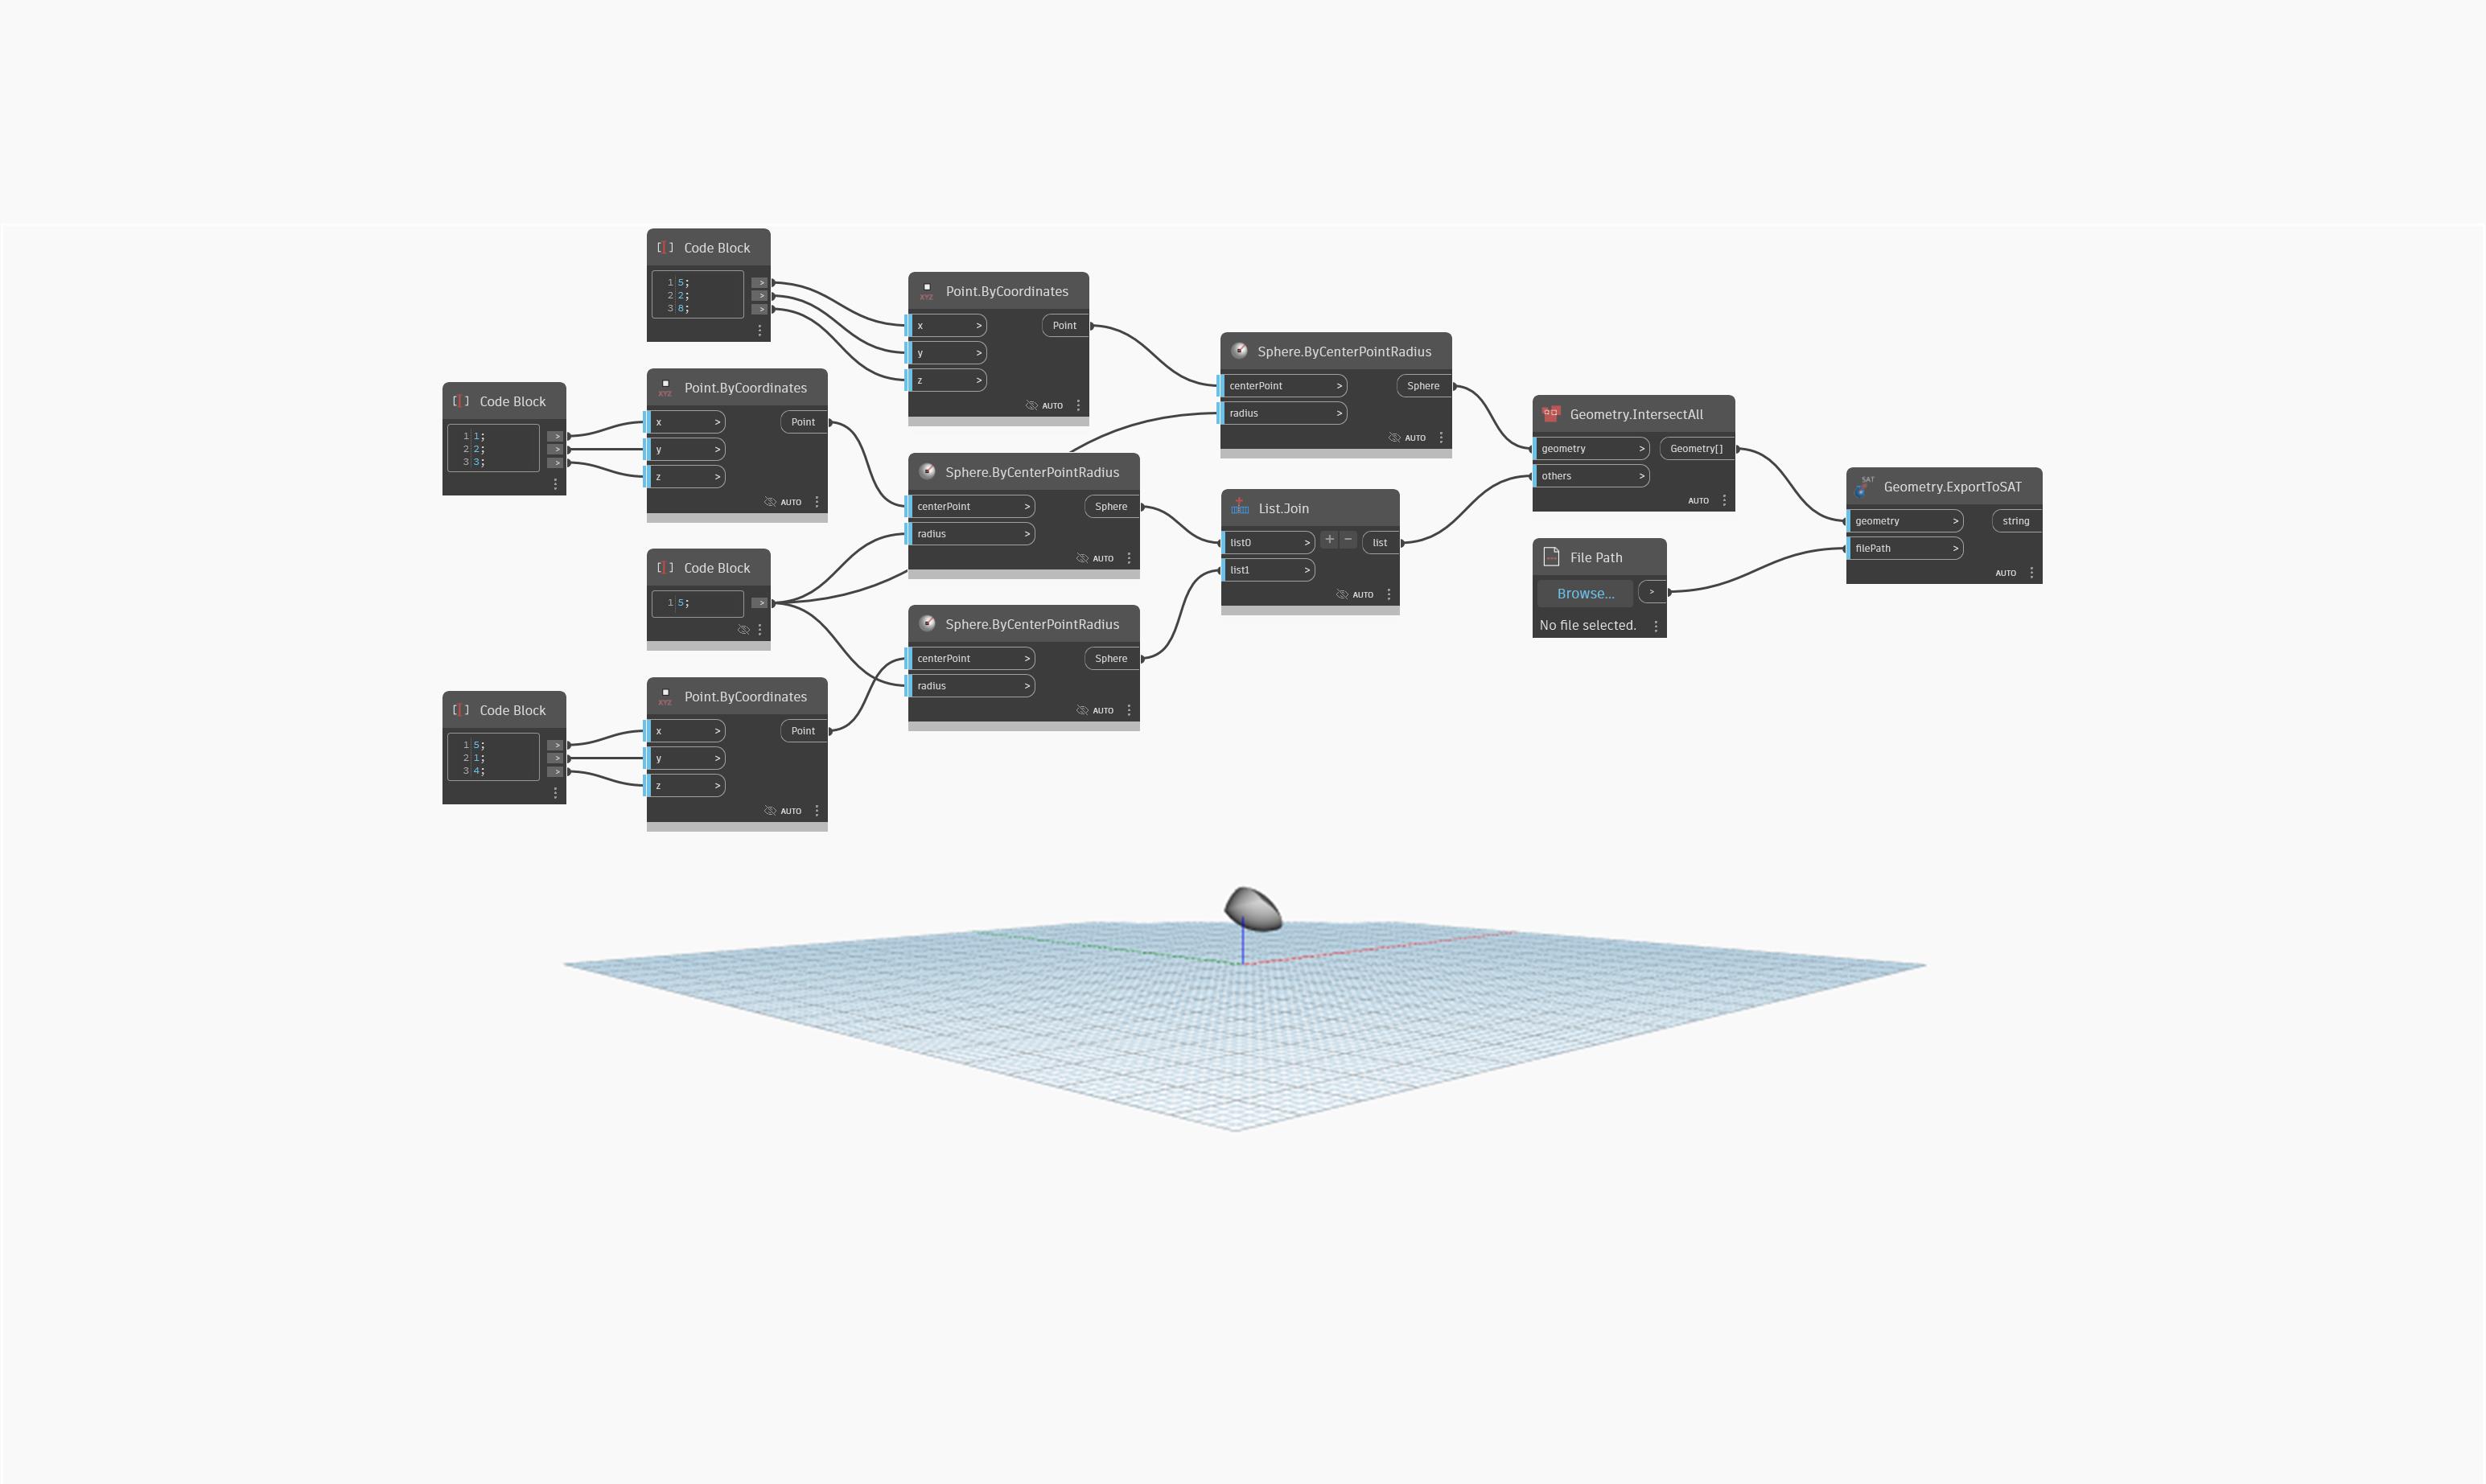 Code Block
1 5;
2 2;
3 8;
>
>
>
XYZ
Point.ByCoordinates
x > Point
y >
z >
AUTO
Sphere.ByCenterPointRadius
centerPoint > Sphere
radius >
AUTO
XYZ
Point.ByCoordinates
x > Point
y >
z >
AUTO
Code Block
1 1;
2 2;
3 3;
>
>
>
Geometry.IntersectAll
geometry > Geometry[]
others >
AUTO
Sphere.ByCenterPointRadius
centerPoint > Sphere
radius >
AUTO
SAT
Geometry.ExportToSAT
geometry > string
filePath >
AUTO
List.Join
list0 > + - list
list1 >
AUTO
File Path
Browse... >
No file selected.
Code Block
1 5; >
Sphere.ByCenterPointRadius
centerPoint > Sphere
radius >
AUTO
XYZ
Point.ByCoordinates
x > Point
y >
z >
AUTO
Code Block
1 5;
2 1;
3 4;
>
>
>